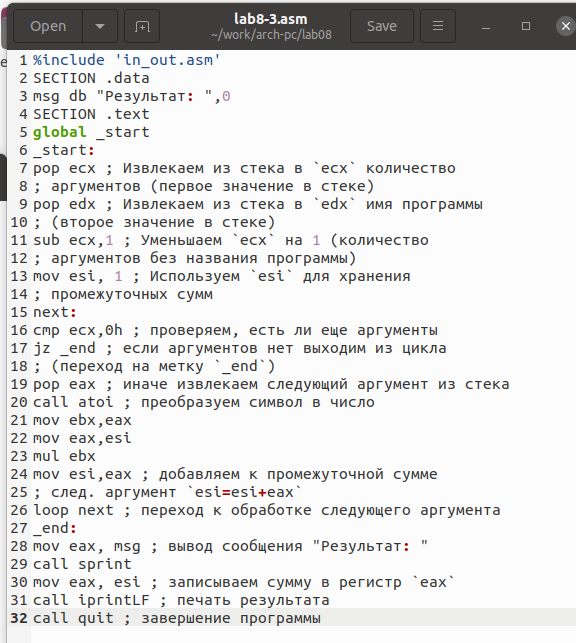 Open
lab8-3.asm
~/work/arch-pc/lab08
Save
1 %include 'in_out.asm'
2 SECTION .data
3 msg db "Результат: ",0
4 SECTION .text
5 global _start
6 _start:
7 pop ecx ; Извлекаем из стека в `ecx` количество
8 ; аргументов (первое значение в стеке)
9 pop edx ; Извлекаем из стека в `edx` имя программы
10 ; (второе значение в стеке)
11 sub ecx,1 ; Уменьшаем `ecx` на 1 (количество
12 ; аргументов без названия программы)
13 mov esi, 1 ; Используем `esi` для хранения
14 ; промежуточных сумм
15 next:
16 cmp ecx,0h ; проверяем, есть ли еще аргументы
17 jz _end ; если аргументов нет выходим из цикла
18 ; (переход на метку `_end`)
19 pop eax ; иначе извлекаем следующий аргумент из стека
20 call atoi ; преобразуем символ в число
21 mov ebx,eax
22 mov eax,esi
23 mul ebx
24 mov esi,eax ; добавляем к промежуточной сумме
25 ; след. аргумент `esi=esi+eax`
26 loop next ; переход к обработке следующего аргумента
27 _end:
28 mov eax, msg ; вывод сообщения "Результат: "
29 call sprint
30 mov eax, esi ; записываем сумму в регистр `eax`
31 call iprintLF ; печать результата
32 call quit ; завершение программы